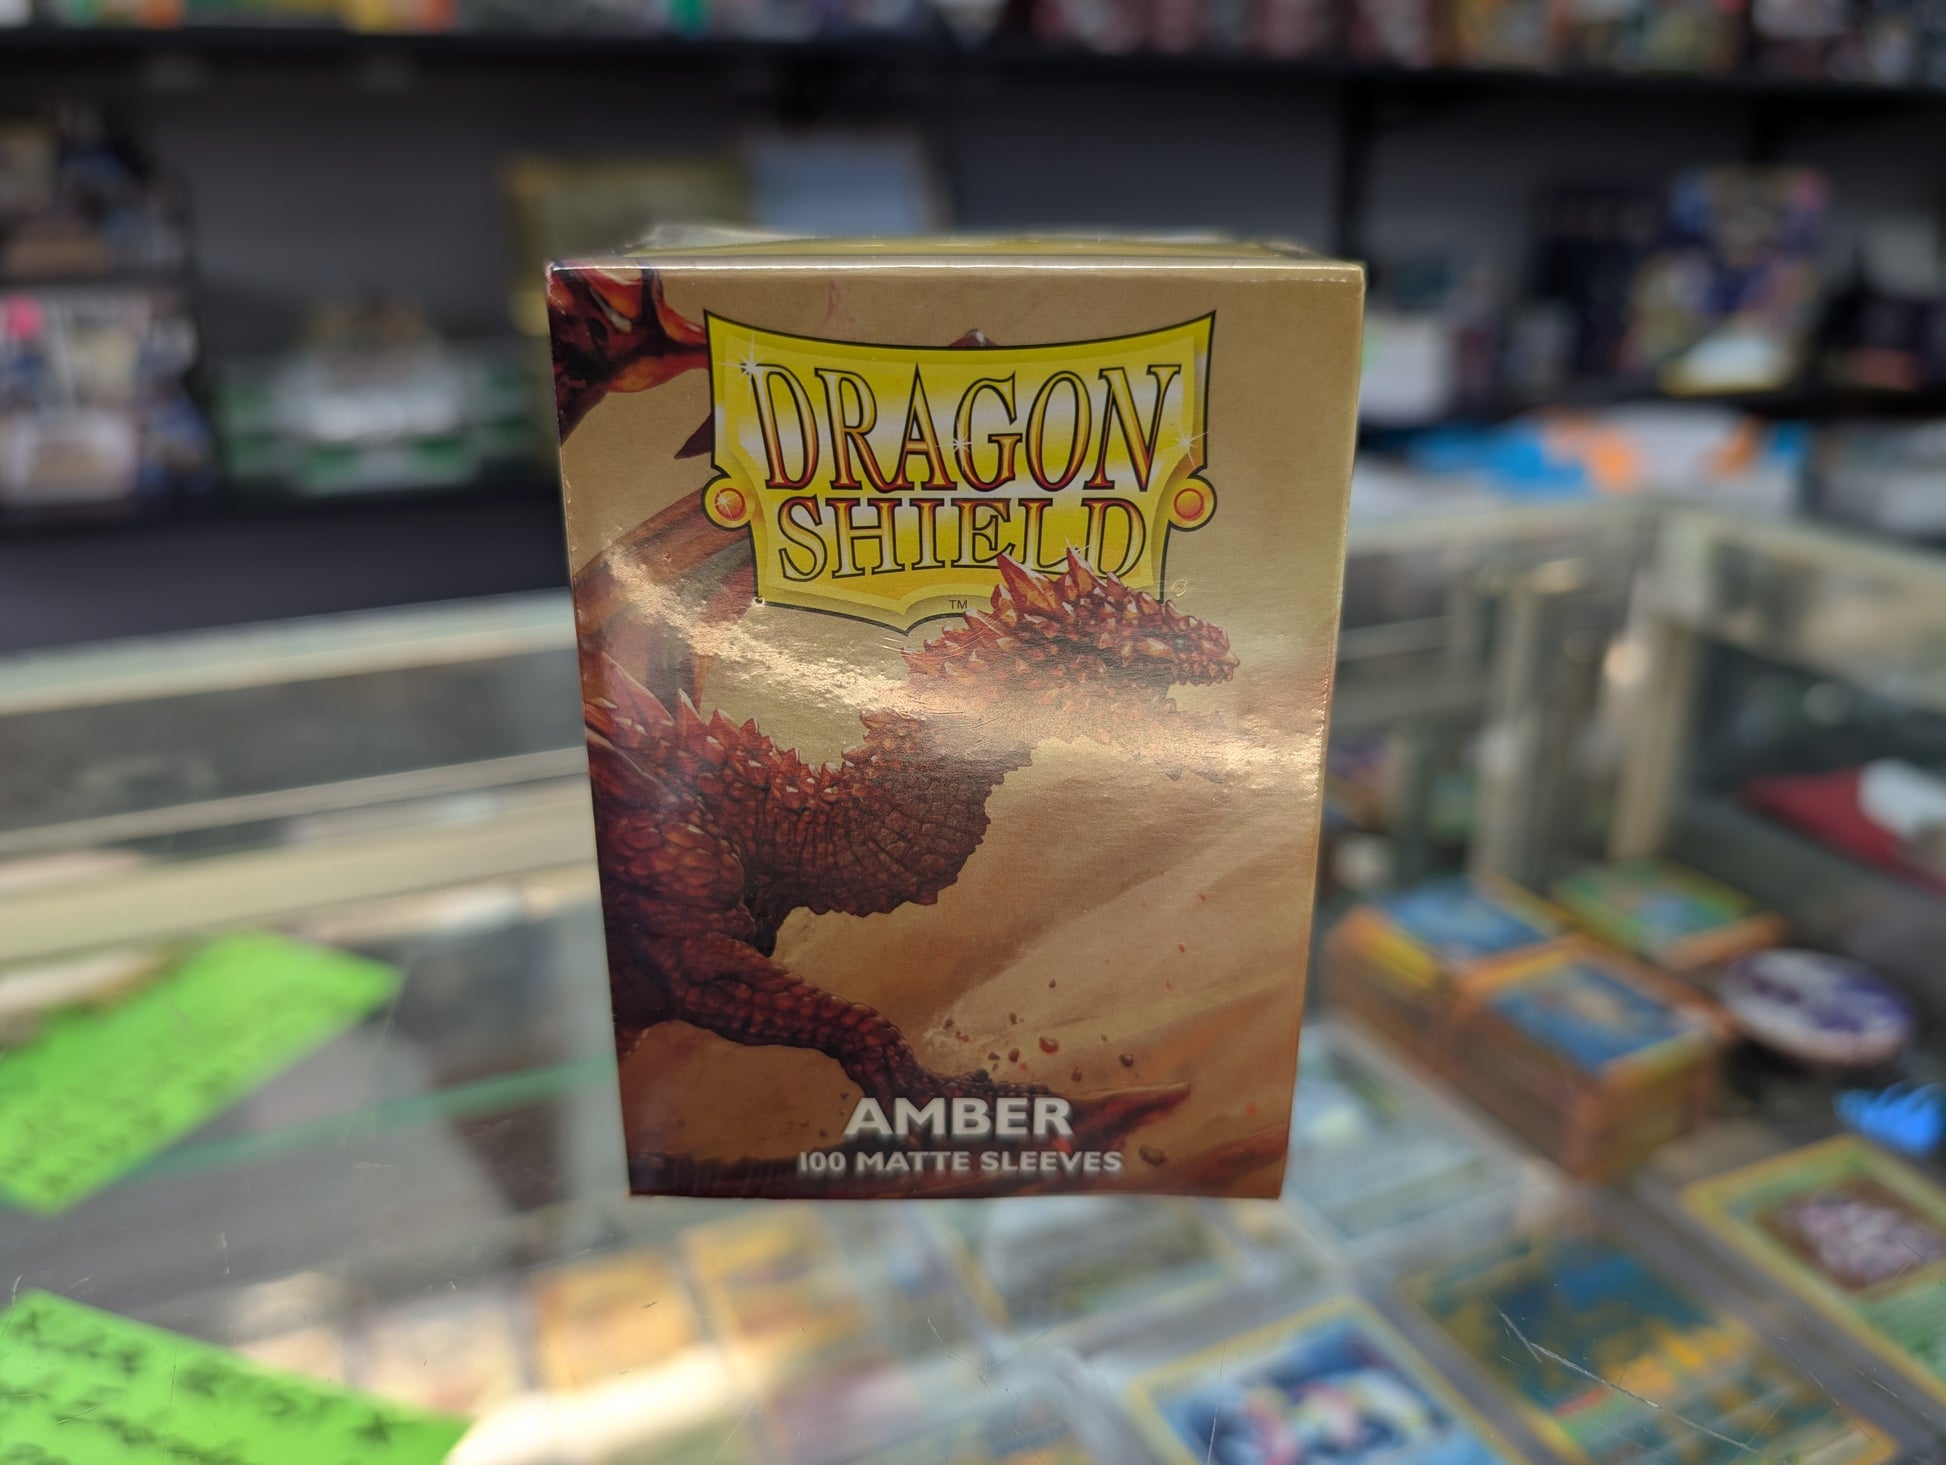 DRAGON
SHIELD
TM
AMBER
100 MATTE SLEEVES